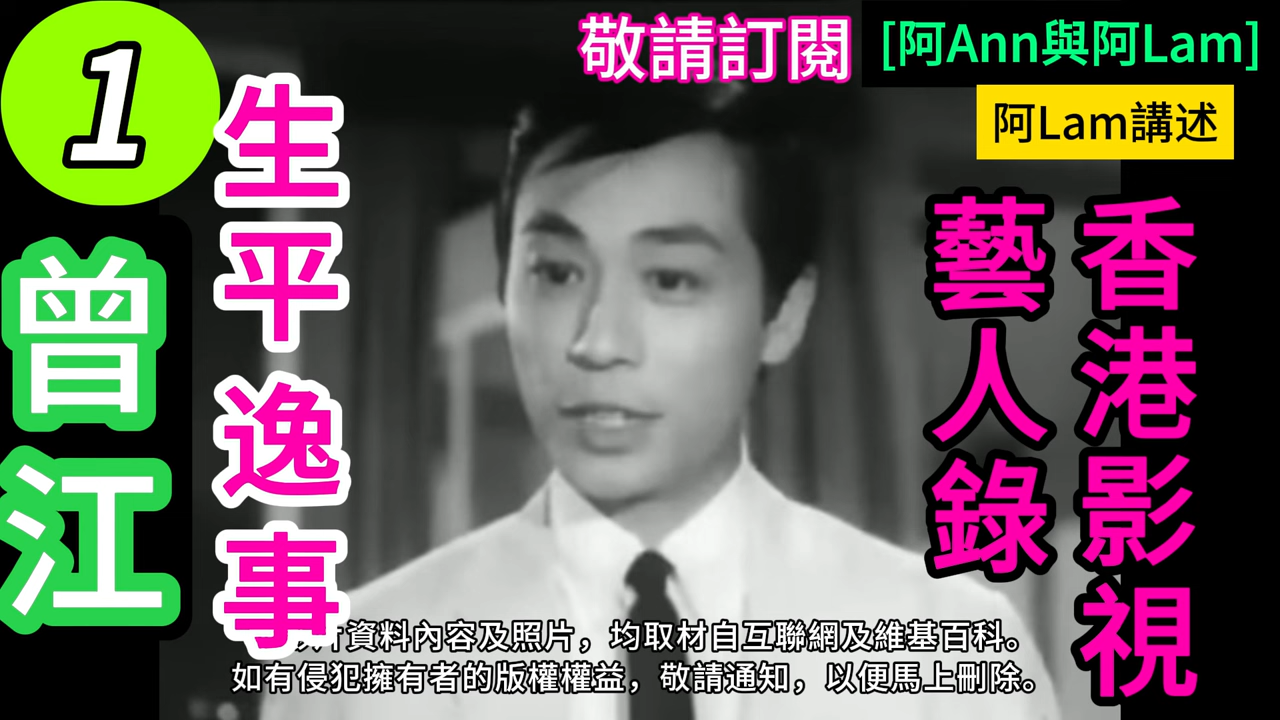 敬請訂閱
[阿Ann與阿Lam]
阿Lam講述
1
曾江
生平逸事
香港影視
藝人錄
資料內容及照片，均取材自互聯網及維基百科。
如有侵犯擁有者的版權權益，敬請通知，以便馬上刪除。